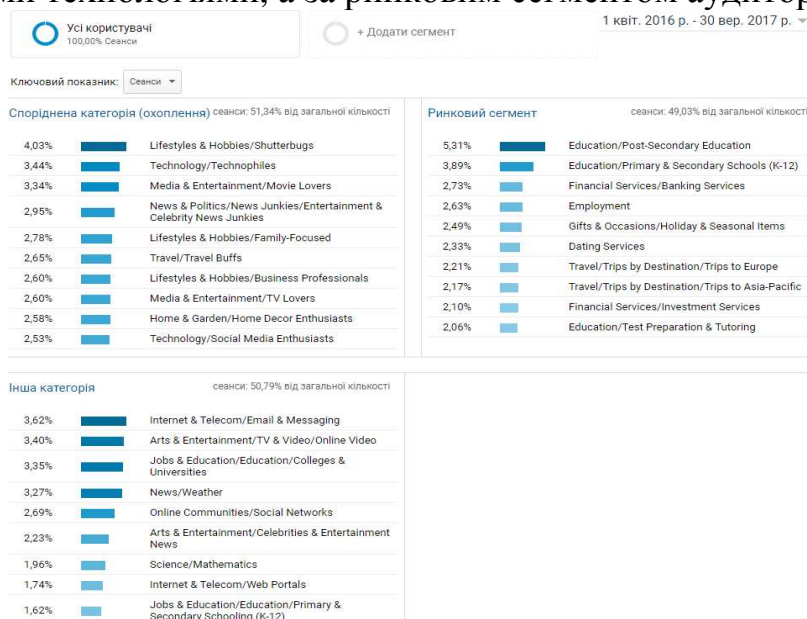 ми технологіями, а за ринковим сегментом аудитор
Усі користувачі
100,00% Сеанси
+ Додати сегмент
1 квіт. 2016 р. - 30 вер. 2017 р.
Ключовий показник: Сеанси
Споріднена категорія (охоплення) сеанси: 51,34% від загальної кількості
4,03% Lifestyles & Hobbies/Shutterbugs
3,44% Technology/Technophiles
3,34% Media & Entertainment/Movie Lovers
2,95% News & Politics/News Junkies/Entertainment &
Celebrity News Junkies
2,78% Lifestyles & Hobbies/Family-Focused
2,65% Travel/Travel Buffs
2,60% Lifestyles & Hobbies/Business Professionals
2,60% Media & Entertainment/TV Lovers
2,58% Home & Garden/Home Decor Enthusiasts
2,53% Technology/Social Media Enthusiasts
Ринковий сегмент сеанси: 49,03% від загальної кількості
5,31% Education/Post-Secondary Education
3,89% Education/Primary & Secondary Schools (K-12)
2,73% Financial Services/Banking Services
2,63% Employment
2,49% Gifts & Occasions/Holiday & Seasonal Items
2,33% Dating Services
2,21% Travel/Trips by Destination/Trips to Europe
2,17% Travel/Trips by Destination/Trips to Asia-Pacific
2,10% Financial Services/Investment Services
2,06% Education/Test Preparation & Tutoring
Інша категорія сеанси: 50,79% від загальної кількості
3,62% Internet & Telecom/Email & Messaging
3,40% Arts & Entertainment/TV & Video/Online Video
3,35% Jobs & Education/Education/Colleges &
Universities
3,27% News/Weather
2,69% Online Communities/Social Networks
2,23% Arts & Entertainment/Celebrities & Entertainment
News
1,96% Science/Mathematics
1,74% Internet & Telecom/Web Portals
1,62% Jobs & Education/Education/Primary &
Secondary Schooling (K-12)